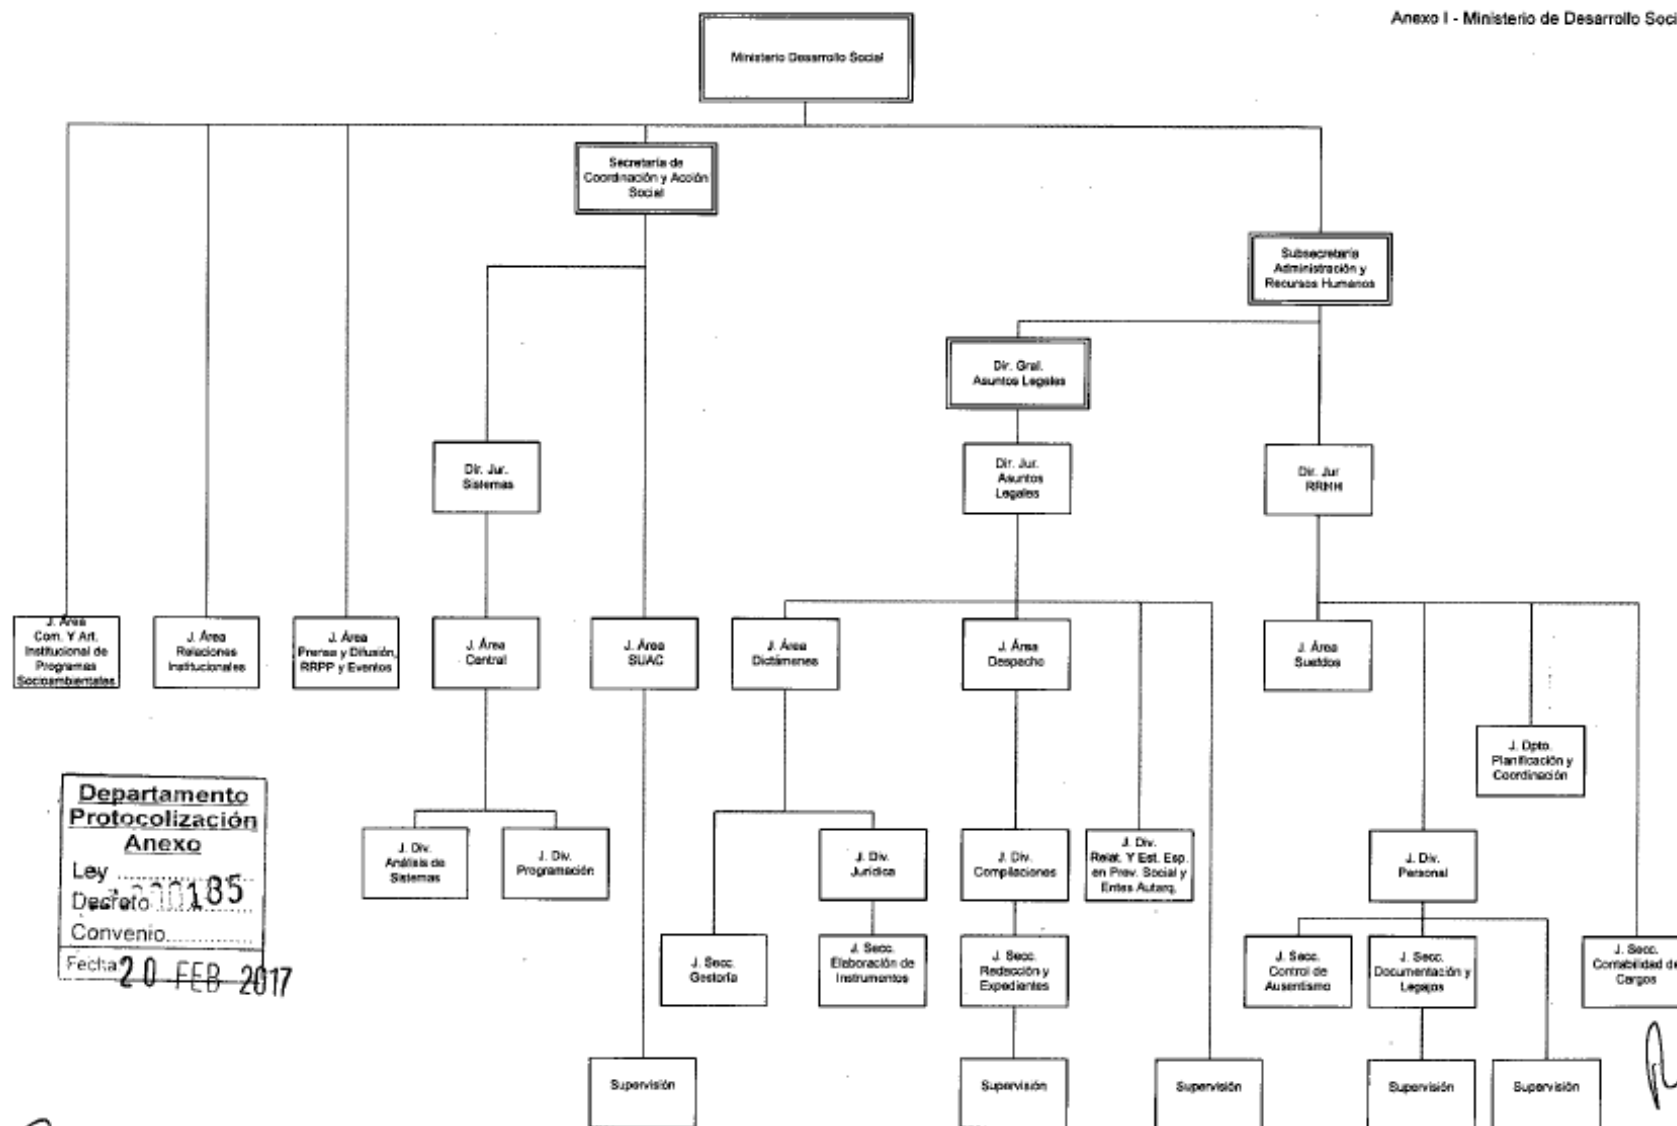 Anexo I - Ministerio de Desarrollo Soci
Ministerio Desarrollo Social
Secretaría de
Coordinación y Acción
Social
Subsecretaría
Administración y
Recursos Humanos
Dir. Gral.
Asuntos Legales
Dir. Jur.
Sistemas
Dir. Jur.
Asuntos
Legales
Dir. Jur
RRHH
J. Área
Com. Y Art.
Institucional de
Programas
Socioambientales
J. Área
Relaciones
Institucionales
J. Área
Prensa y Difusión,
RRPP y Eventos
J. Área
Central
J. Área
SUAC
J. Área
Dictámenes
J. Área
Despacho
J. Área
Sueldos
J. Dpto.
Planificación y
Coordinación
J. Div.
Análisis de
Sistemas
J. Div.
Programación
J. Div.
Jurídica
J. Div.
Compilaciones
J. Div.
Relat. Y Est. Esp.
en Prev. Social y
Entes Autarq.
J. Div.
Personal
J. Secc.
Gestoría
J. Secc.
Elaboración de
Instrumentos
J. Secc.
Redacción y
Expedientes
J. Secc.
Control de
Ausentismo
J. Secc.
Documentación y
Legajos
J. Secc.
Contabilidad de
Cargos
Supervisión
Supervisión
Supervisión
Supervisión
Supervisión
Departamento
Protocolización
Anexo
Ley
Decreto 185
Convenio
Fecha 20 FEB 2017